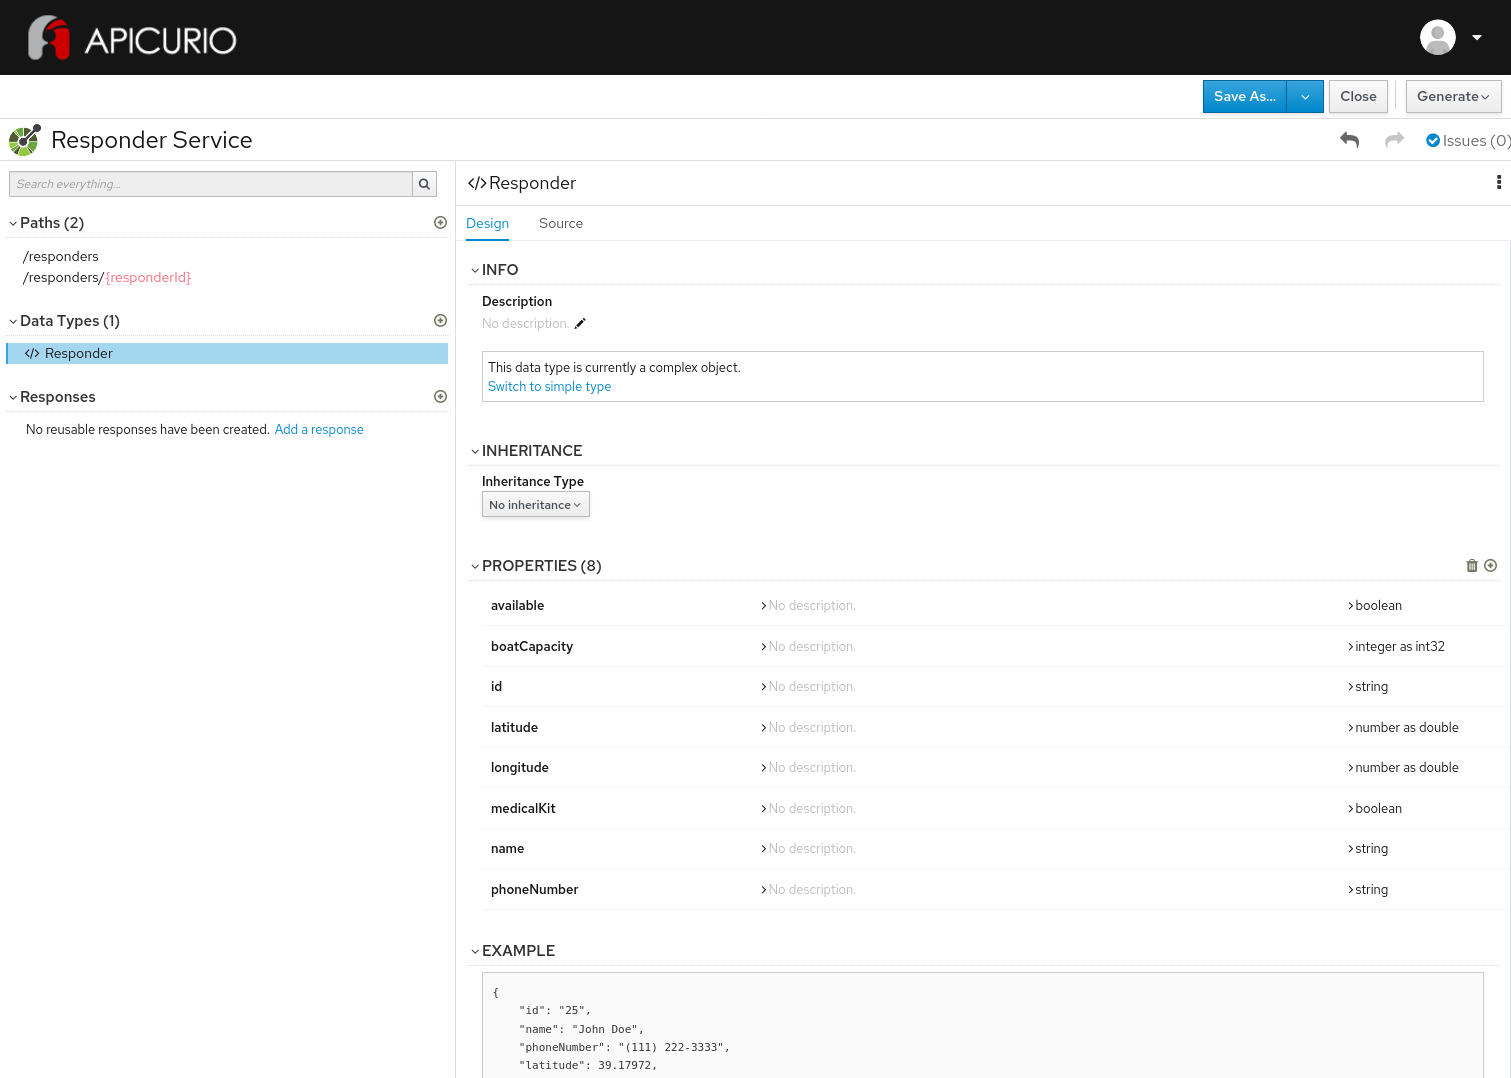 APICURIO
Save As...
Close
Generate
Responder Service
Issues (0)
Search everything...
Paths (2)
/responders
/responders/{responderId}
Data Types (1)
</> Responder
Responses
No reusable responses have been created. Add a response
</>Responder
Design Source
INFO
Description
No description.
This data type is currently a complex object.
Switch to simple type
INHERITANCE
Inheritance Type
No inheritance
PROPERTIES (8)
available No description. boolean
boatCapacity No description. integer as int32
id No description. string
latitude No description. number as double
longitude No description. number as double
medicalKit No description. boolean
name No description. string
phoneNumber No description. string
EXAMPLE
{
"id": "25",
"name": "John Doe",
"phoneNumber": "(111) 222-3333",
"latitude": 39.17972,